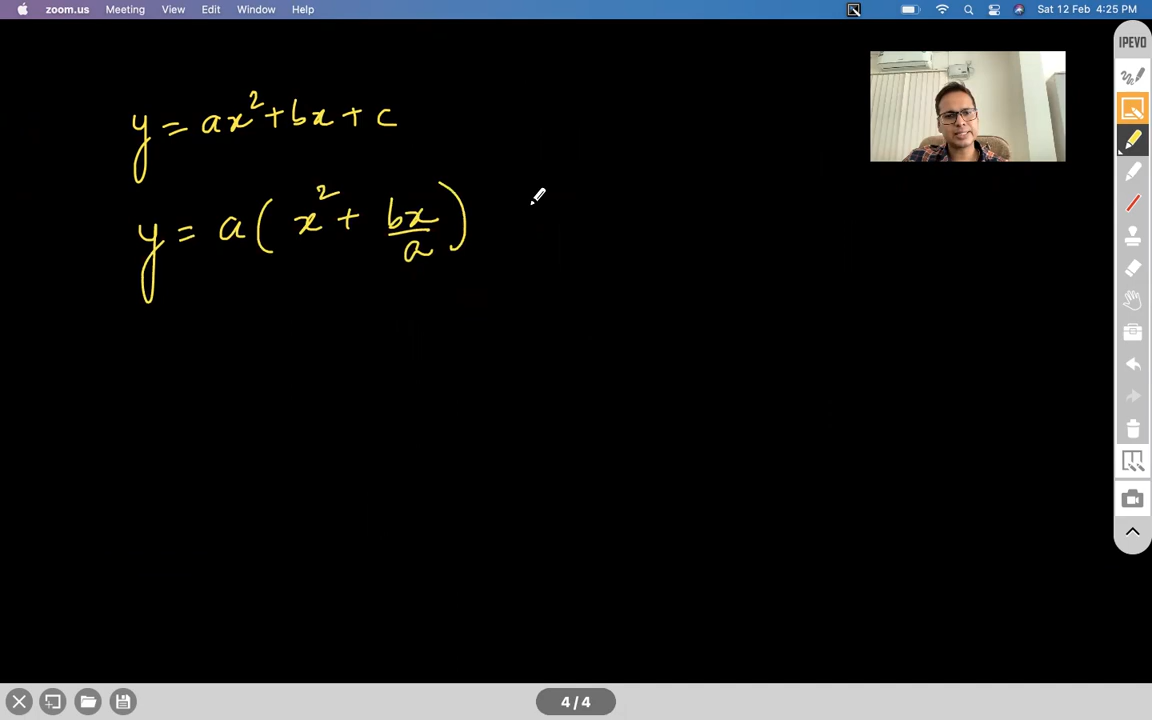 zoom.us Meeting View Edit Window Help Sat 12 Feb 4:25 PM
IPEVO
y = ax² + bx + c
y = a( x² + bx/a )
4 / 4